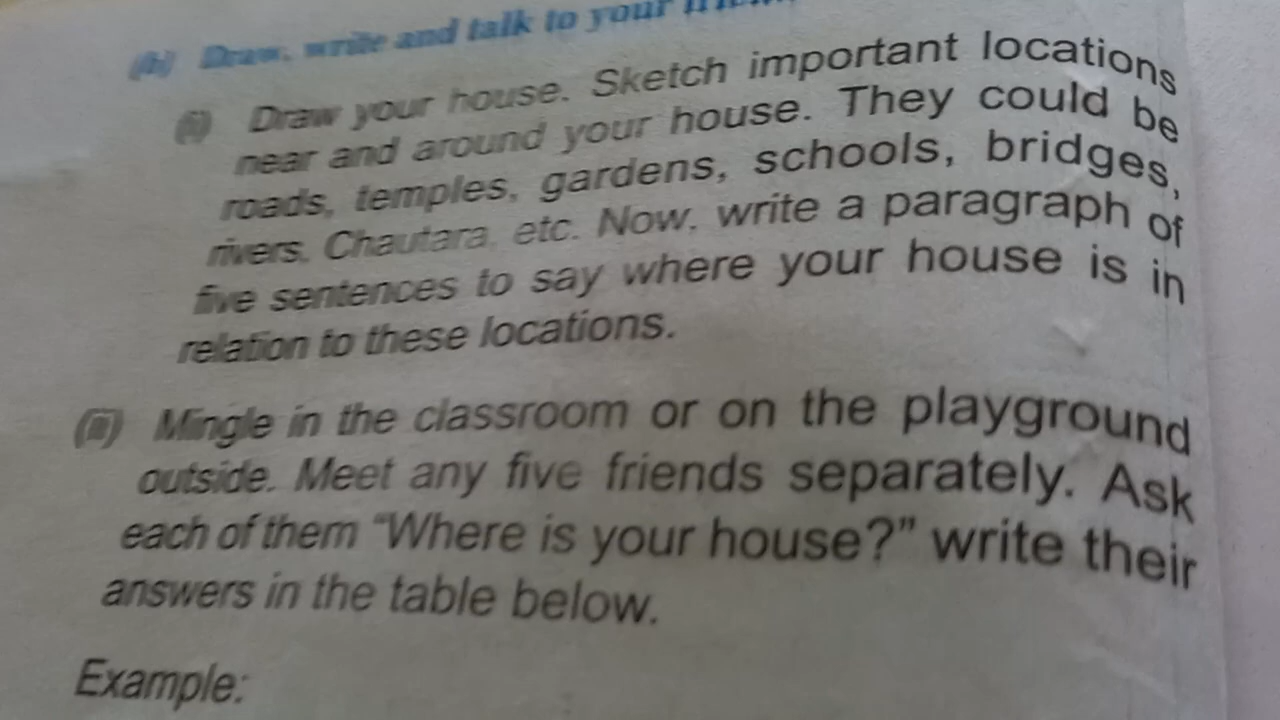 (b) Draw, write and talk to your
(i) Draw your house. Sketch important locations
near and around your house. They could be
roads, temples, gardens, schools, bridges,
rivers, Chautara, etc. Now, write a paragraph of
five sentences to say where your house is in
relation to these locations.
(ii) Mingle in the classroom or on the playground
outside. Meet any five friends separately. Ask
each of them “Where is your house?” write their
answers in the table below.
Example: